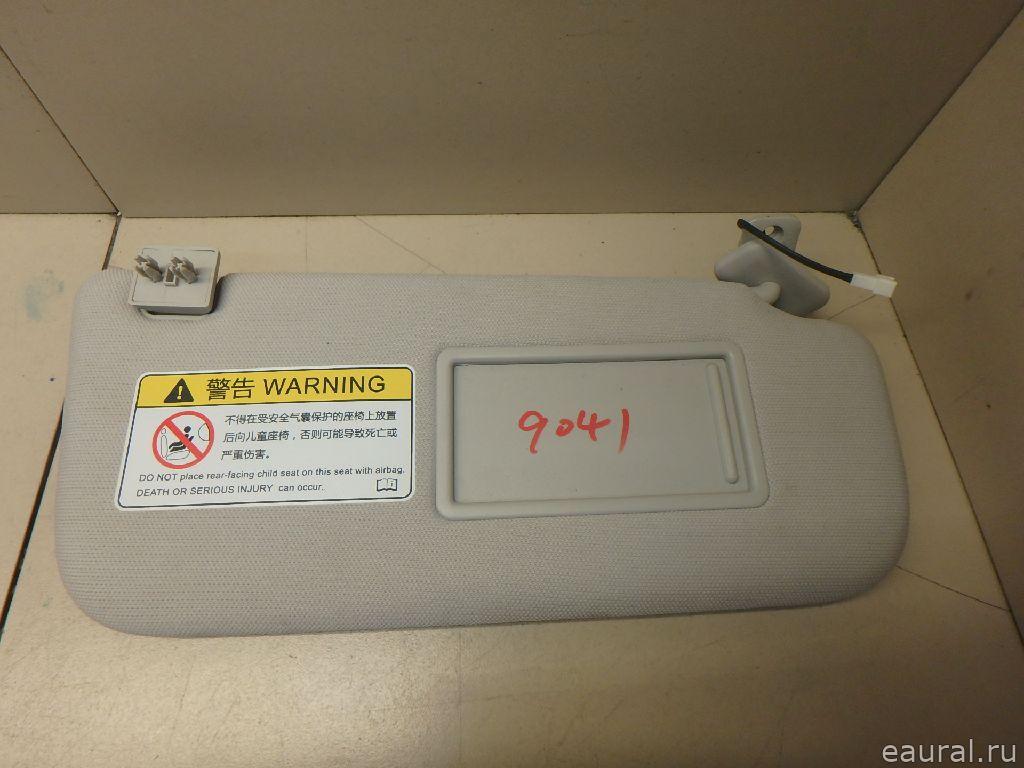 警告 WARNING
不得在受安全气囊保护的座椅上放置
后向儿童座椅，否则可能导致死亡或
严重伤害。
DO NOT place rear-facing child seat on this seat with airbag.
DEATH OR SERIOUS INJURY can occur.
9041
eaural.ru